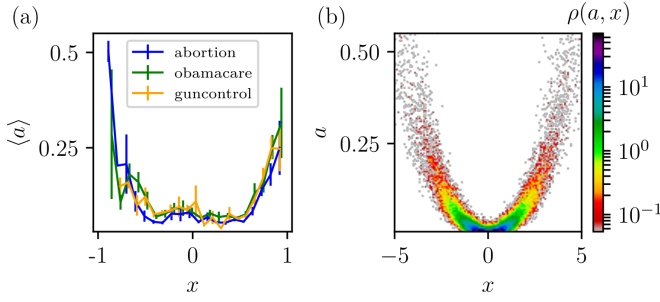 (a)
0.5
0.25
⟨a⟩
abortion
obamacare
guncontrol
-1
0
1
x
(b)
0.50
0.25
a
−5
0
5
x
ρ(a, x)
10¹
10⁰
10⁻¹